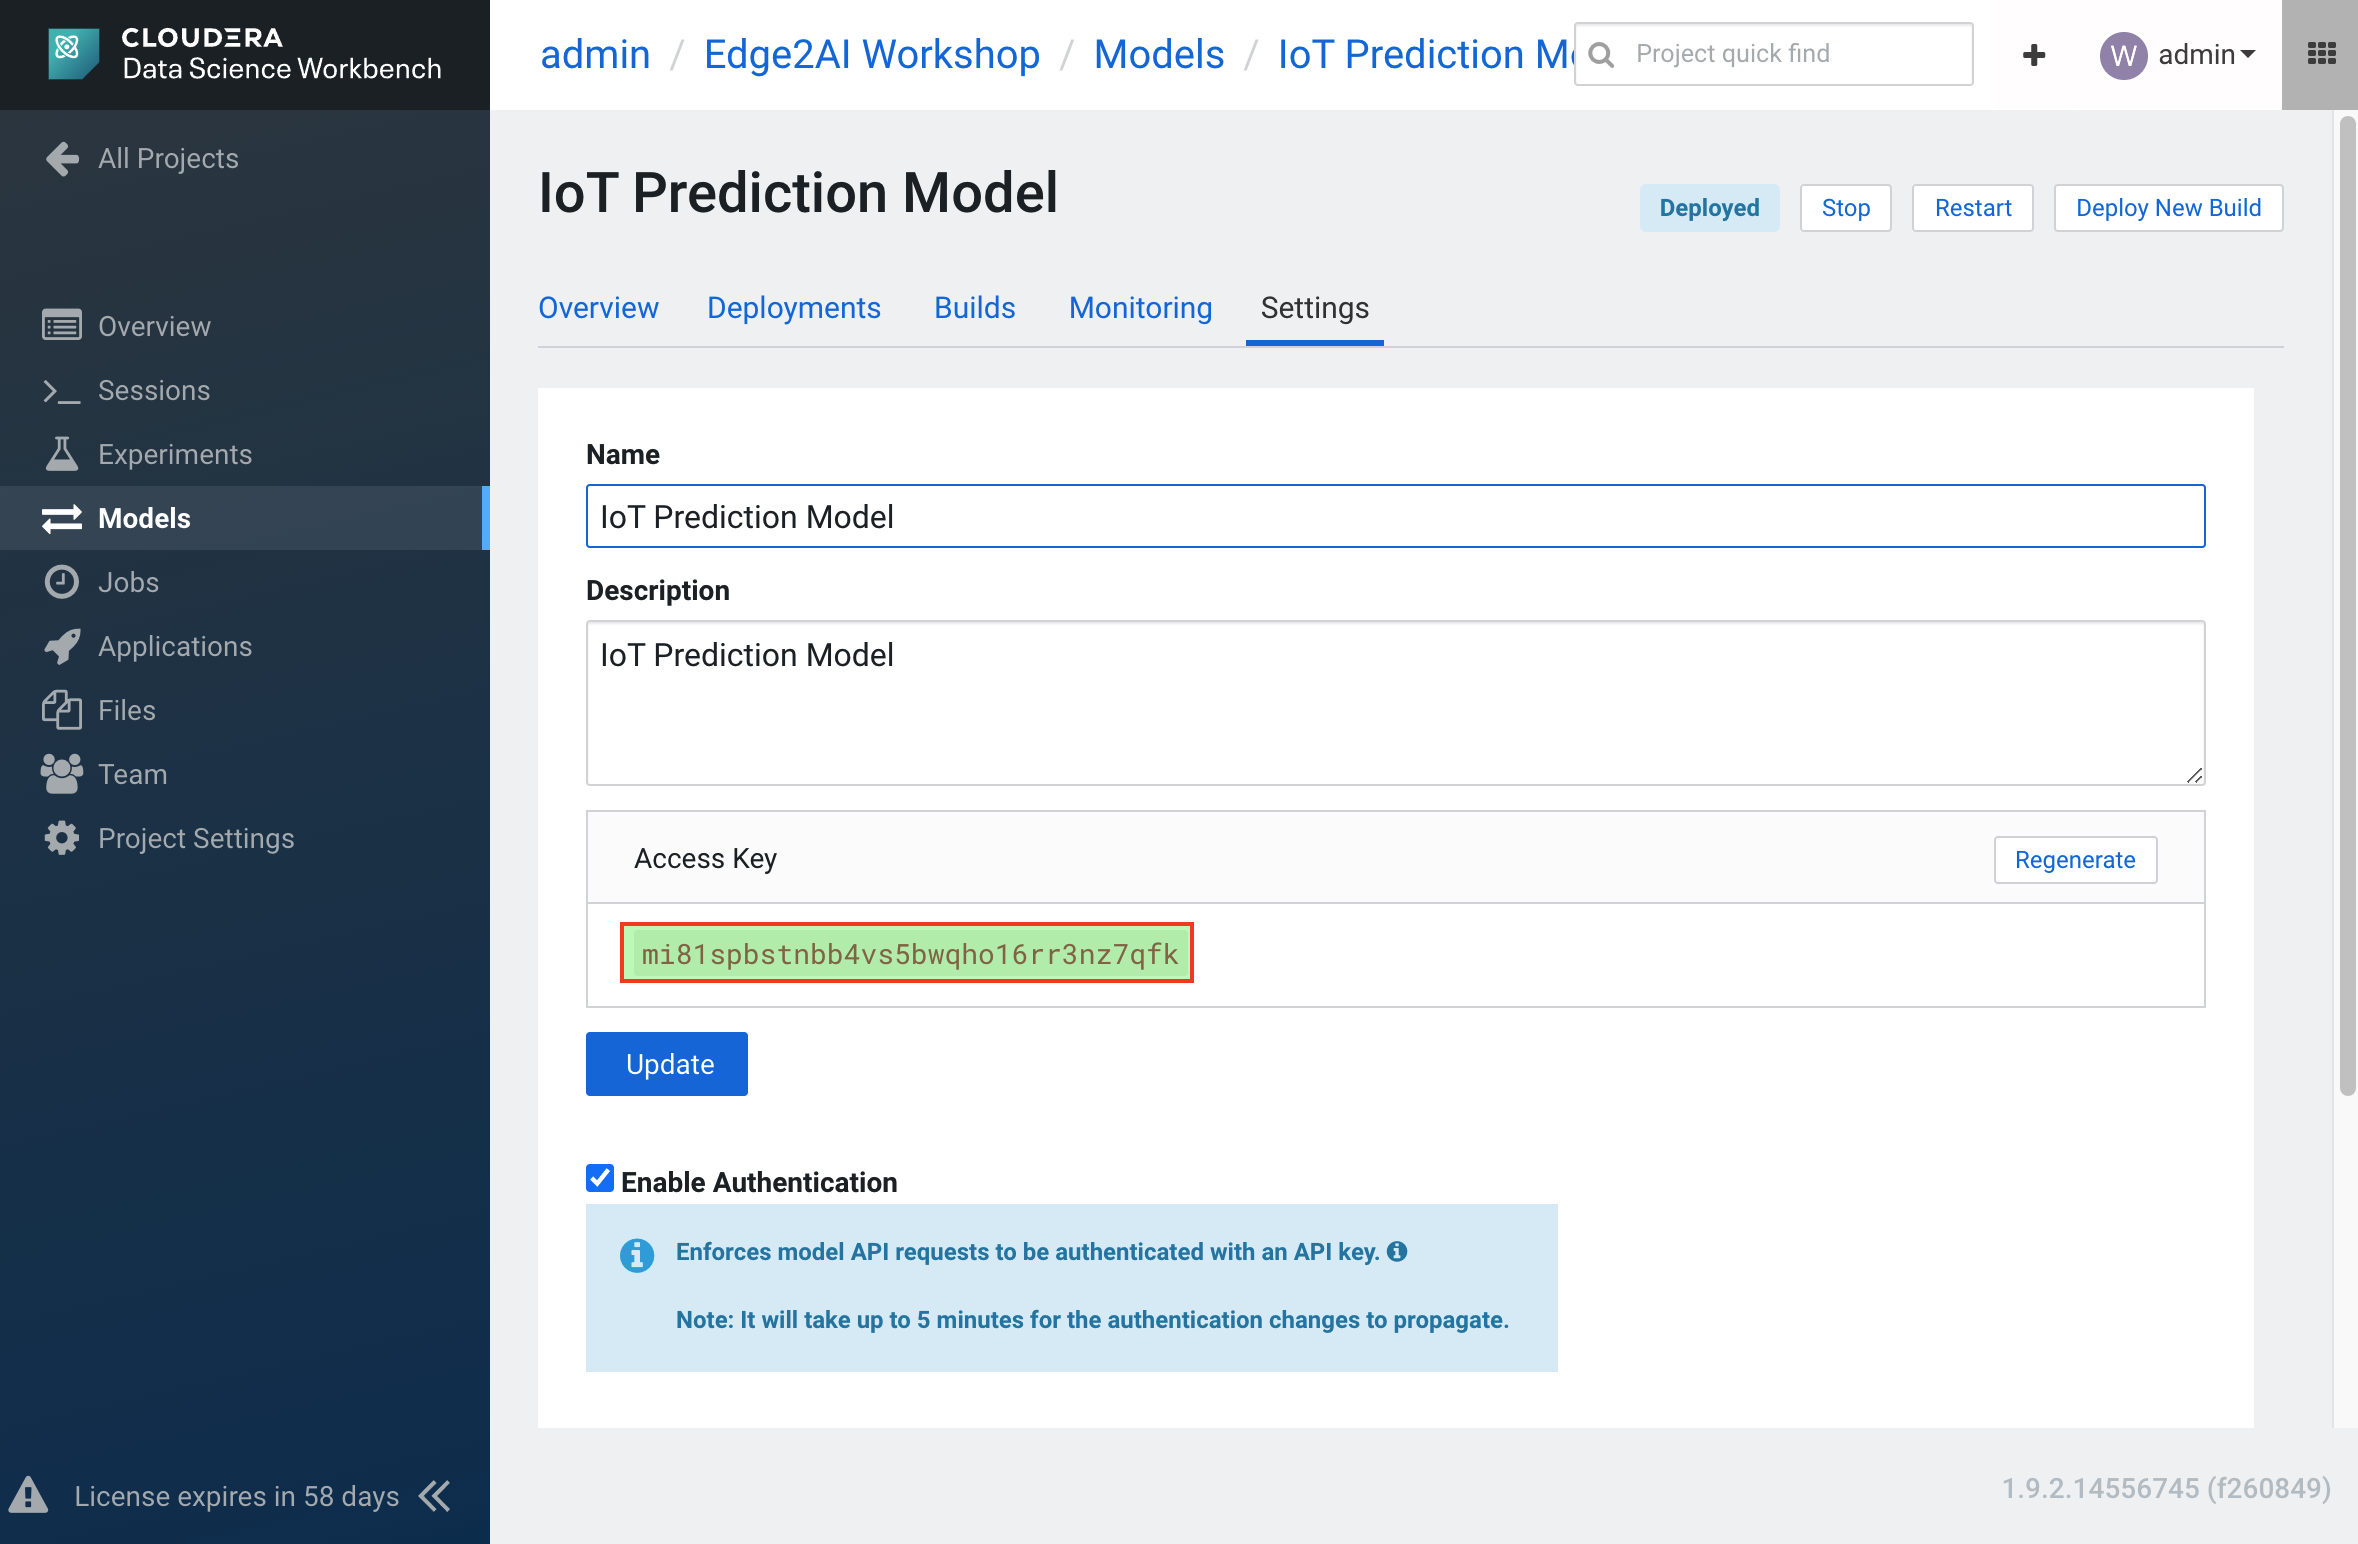 CLOUDERA
Data Science Workbench
admin / Edge2AI Workshop / Models / IoT Prediction M
Project quick find
W admin
All Projects
Overview
Sessions
Experiments
Models
Jobs
Applications
Files
Team
Project Settings
License expires in 58 days
IoT Prediction Model
Deployed
Stop
Restart
Deploy New Build
Overview
Deployments
Builds
Monitoring
Settings
Name
IoT Prediction Model
Description
IoT Prediction Model
Access Key
Regenerate
mi81spbstnbb4vs5bwqho16rr3nz7qfk
Update
Enable Authentication
Enforces model API requests to be authenticated with an API key.
Note: It will take up to 5 minutes for the authentication changes to propagate.
1.9.2.14556745 (f260849)